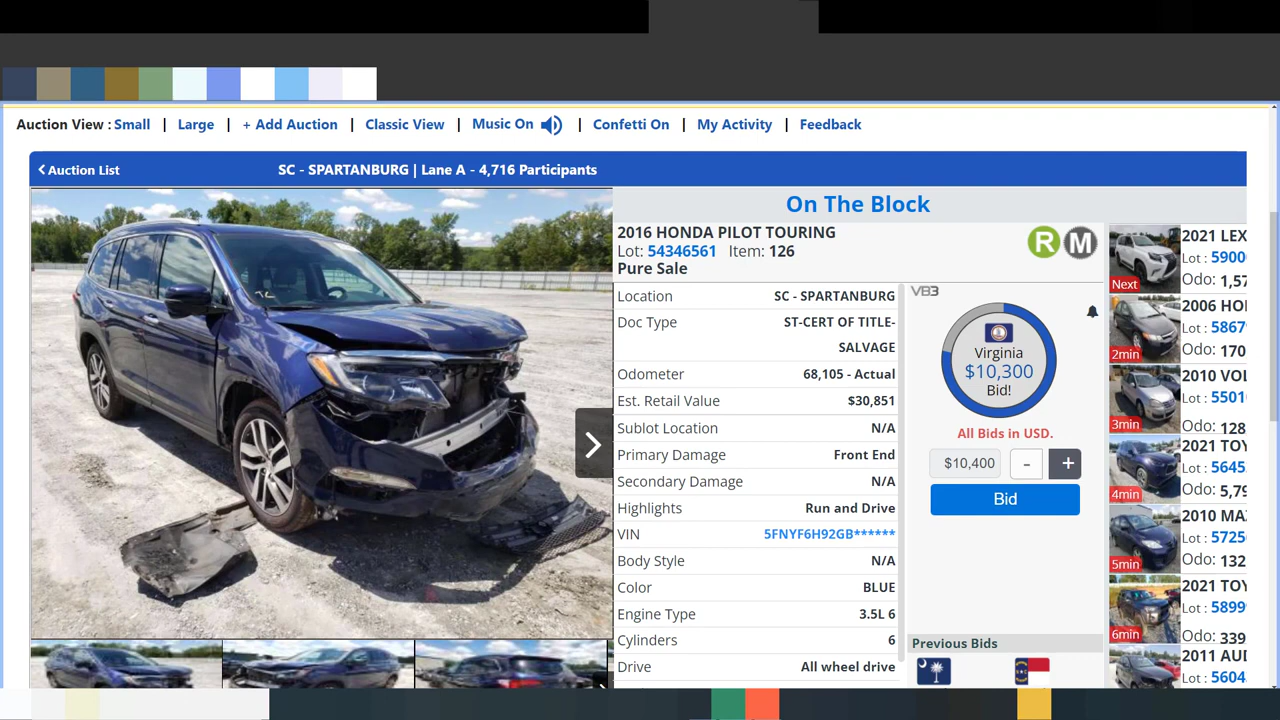 Auction View : Small | Large | + Add Auction | Classic View | Music On | Confetti On | My Activity | Feedback
Auction List
SC - SPARTANBURG | Lane A - 4,716 Participants
On The Block
2016 HONDA PILOT TOURING
Lot: 54346561 Item: 126
Pure Sale
R M
Location SC - SPARTANBURG
Doc Type ST-CERT OF TITLE-
SALVAGE
Odometer 68,105 - Actual
Est. Retail Value $30,851
Sublot Location N/A
Primary Damage Front End
Secondary Damage N/A
Highlights Run and Drive
VIN 5FNYF6H92GB******
Body Style N/A
Color BLUE
Engine Type 3.5L 6
Cylinders 6
Drive All wheel drive
VB3
Virginia
$10,300
Bid!
All Bids in USD.
$10,400 - +
Bid
Previous Bids
2021 LEX
Lot : 5900
Next Odo: 1,57
2006 HO
Lot : 5867
2min Odo: 170
2010 VOL
Lot : 5501
3min Odo: 128
2021 TOY
Lot : 5645
4min Odo: 5,79
2010 MA
Lot : 5725
5min Odo: 132
2021 TOY
Lot : 5899
6min Odo: 339
2011 AUD
Lot : 5604